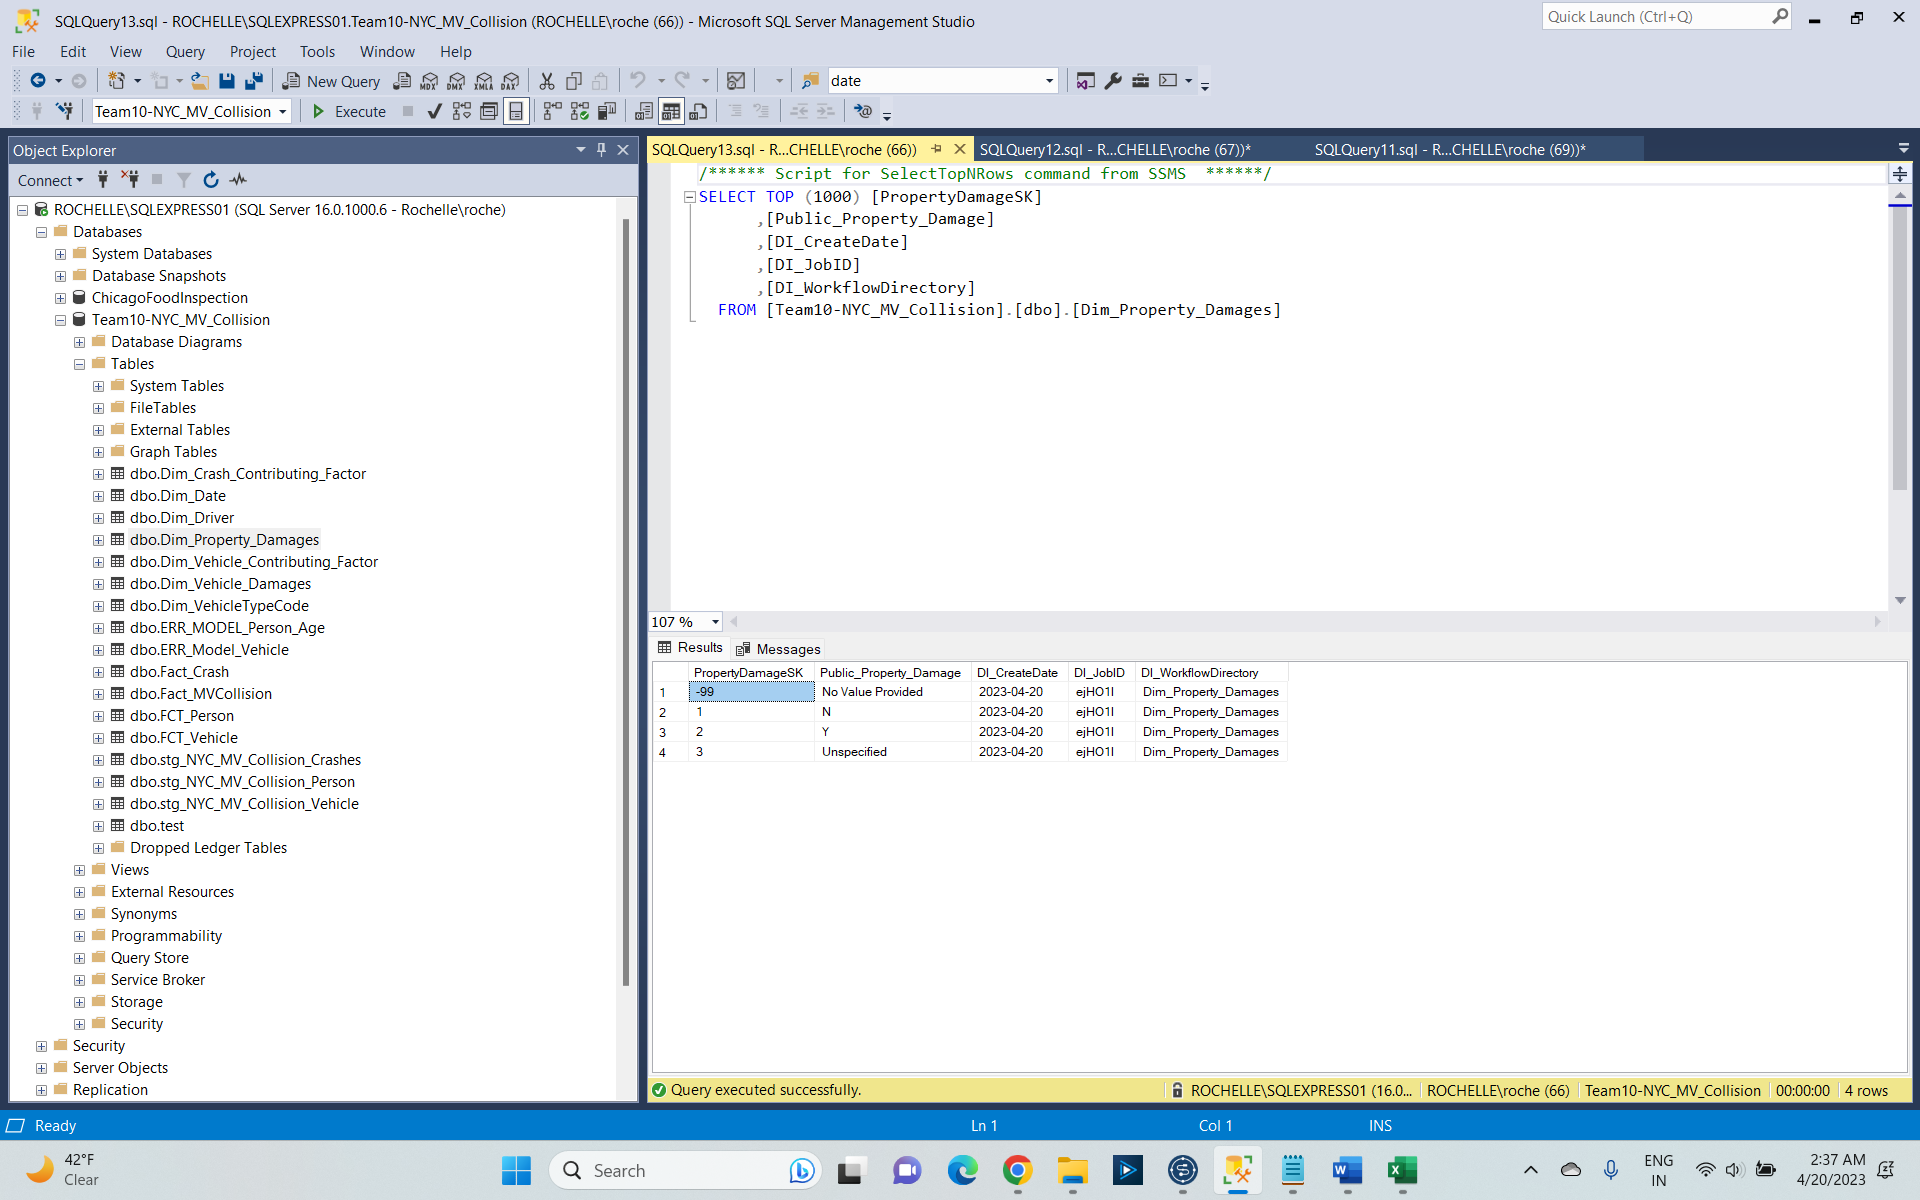 SQLQuery13.sql - ROCHELLE\SQLEXPRESS01.Team10-NYC_MV_Collision (ROCHELLE\roche (66)) - Microsoft SQL Server Management Studio
Quick Launch (Ctrl+Q)
File Edit View Query Project Tools Window Help
New Query MDX DMX XMLA DAX date
Team10-NYC_MV_Collision Execute
Object Explorer
Connect
ROCHELLE\SQLEXPRESS01 (SQL Server 16.0.1000.6 - Rochelle\roche)
Databases
System Databases
Database Snapshots
ChicagoFoodInspection
Team10-NYC_MV_Collision
Database Diagrams
Tables
System Tables
FileTables
External Tables
Graph Tables
dbo.Dim_Crash_Contributing_Factor
dbo.Dim_Date
dbo.Dim_Driver
dbo.Dim_Property_Damages
dbo.Dim_Vehicle_Contributing_Factor
dbo.Dim_Vehicle_Damages
dbo.Dim_VehicleTypeCode
dbo.ERR_MODEL_Person_Age
dbo.ERR_Model_Vehicle
dbo.Fact_Crash
dbo.Fact_MVCollision
dbo.FCT_Person
dbo.FCT_Vehicle
dbo.stg_NYC_MV_Collision_Crashes
dbo.stg_NYC_MV_Collision_Person
dbo.stg_NYC_MV_Collision_Vehicle
dbo.test
Dropped Ledger Tables
Views
External Resources
Synonyms
Programmability
Query Store
Service Broker
Storage
Security
Security
Server Objects
Replication
SQLQuery13.sql - R...CHELLE\roche (66)) SQLQuery12.sql - R...CHELLE\roche (67))* SQLQuery11.sql - R...CHELLE\roche (69))*
/****** Script for SelectTopNRows command from SSMS ******/
SELECT TOP (1000) [PropertyDamageSK]
,[Public_Property_Damage]
,[DI_CreateDate]
,[DI_JobID]
,[DI_WorkflowDirectory]
FROM [Team10-NYC_MV_Collision].[dbo].[Dim_Property_Damages]
107 %
Results Messages
PropertyDamageSK Public_Property_Damage DI_CreateDate DI_JobID DI_WorkflowDirectory
1 -99 No Value Provided 2023-04-20 ejHO1I Dim_Property_Damages
2 1 N 2023-04-20 ejHO1I Dim_Property_Damages
3 2 Y 2023-04-20 ejHO1I Dim_Property_Damages
4 3 Unspecified 2023-04-20 ejHO1I Dim_Property_Damages
Query executed successfully. ROCHELLE\SQLEXPRESS01 (16.0... ROCHELLE\roche (66) Team10-NYC_MV_Collision 00:00:00 4 rows
Ready Ln 1 Col 1 INS
42°F
Clear
Search
ENG
IN
2:37 AM
4/20/2023